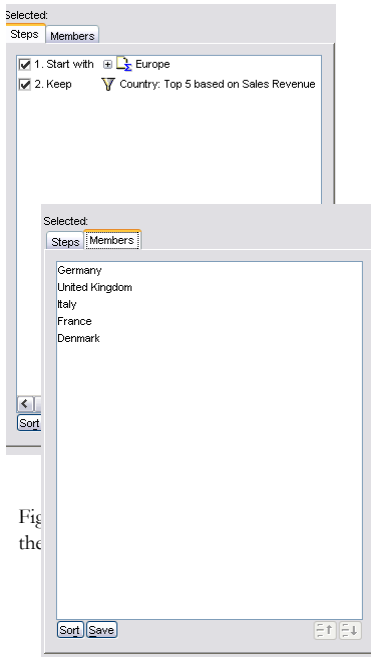 Selected:
Steps Members
1. Start with Europe
2. Keep Country: Top 5 based on Sales Revenue
Sort
Selected:
Steps Members
Germany
United Kingdom
Italy
France
Denmark
Sort Save
the